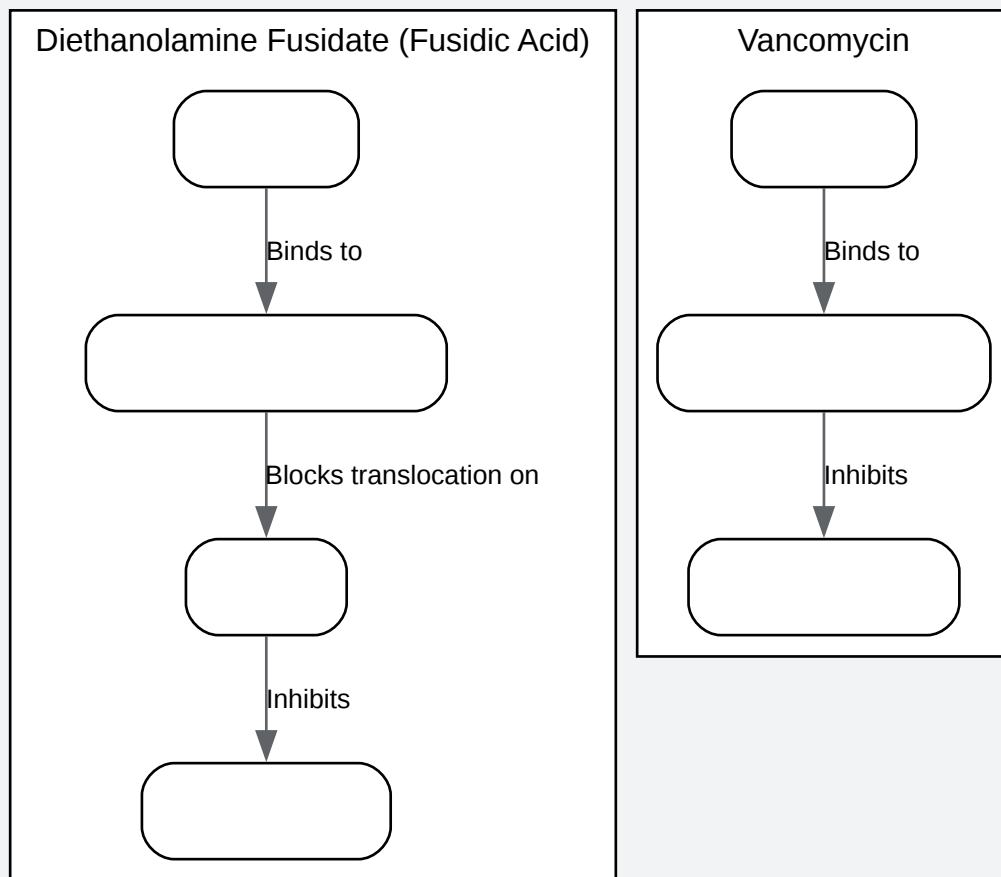 Diethanolamine Fusidate (Fusidic Acid)
Binds to
Blocks translocation on
Inhibits
Vancomycin
Binds to
Inhibits